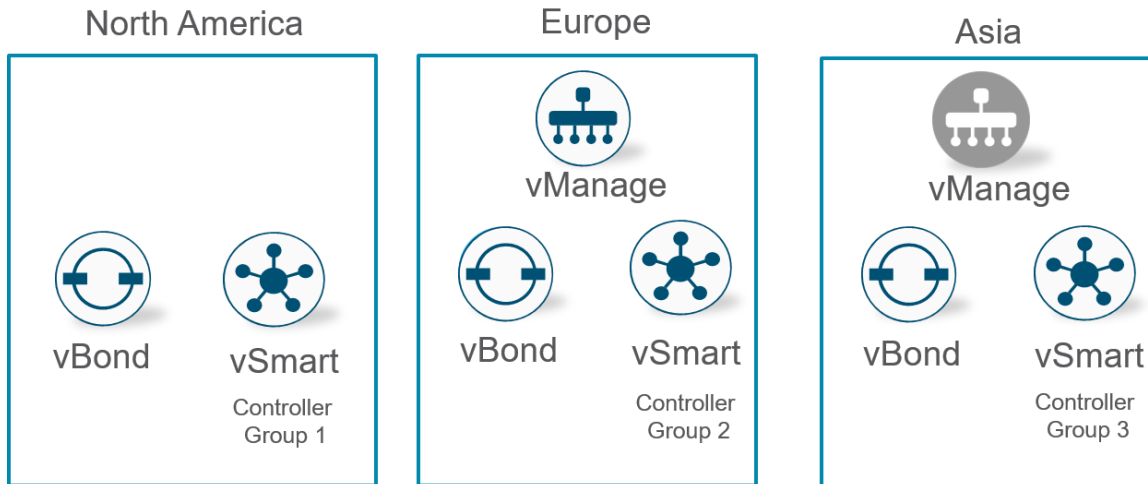 North America
vBond
vSmart
Controller
Group 1
Europe
vManage
vBond
vSmart
Controller
Group 2
Asia
vManage
vBond
vSmart
Controller
Group 3